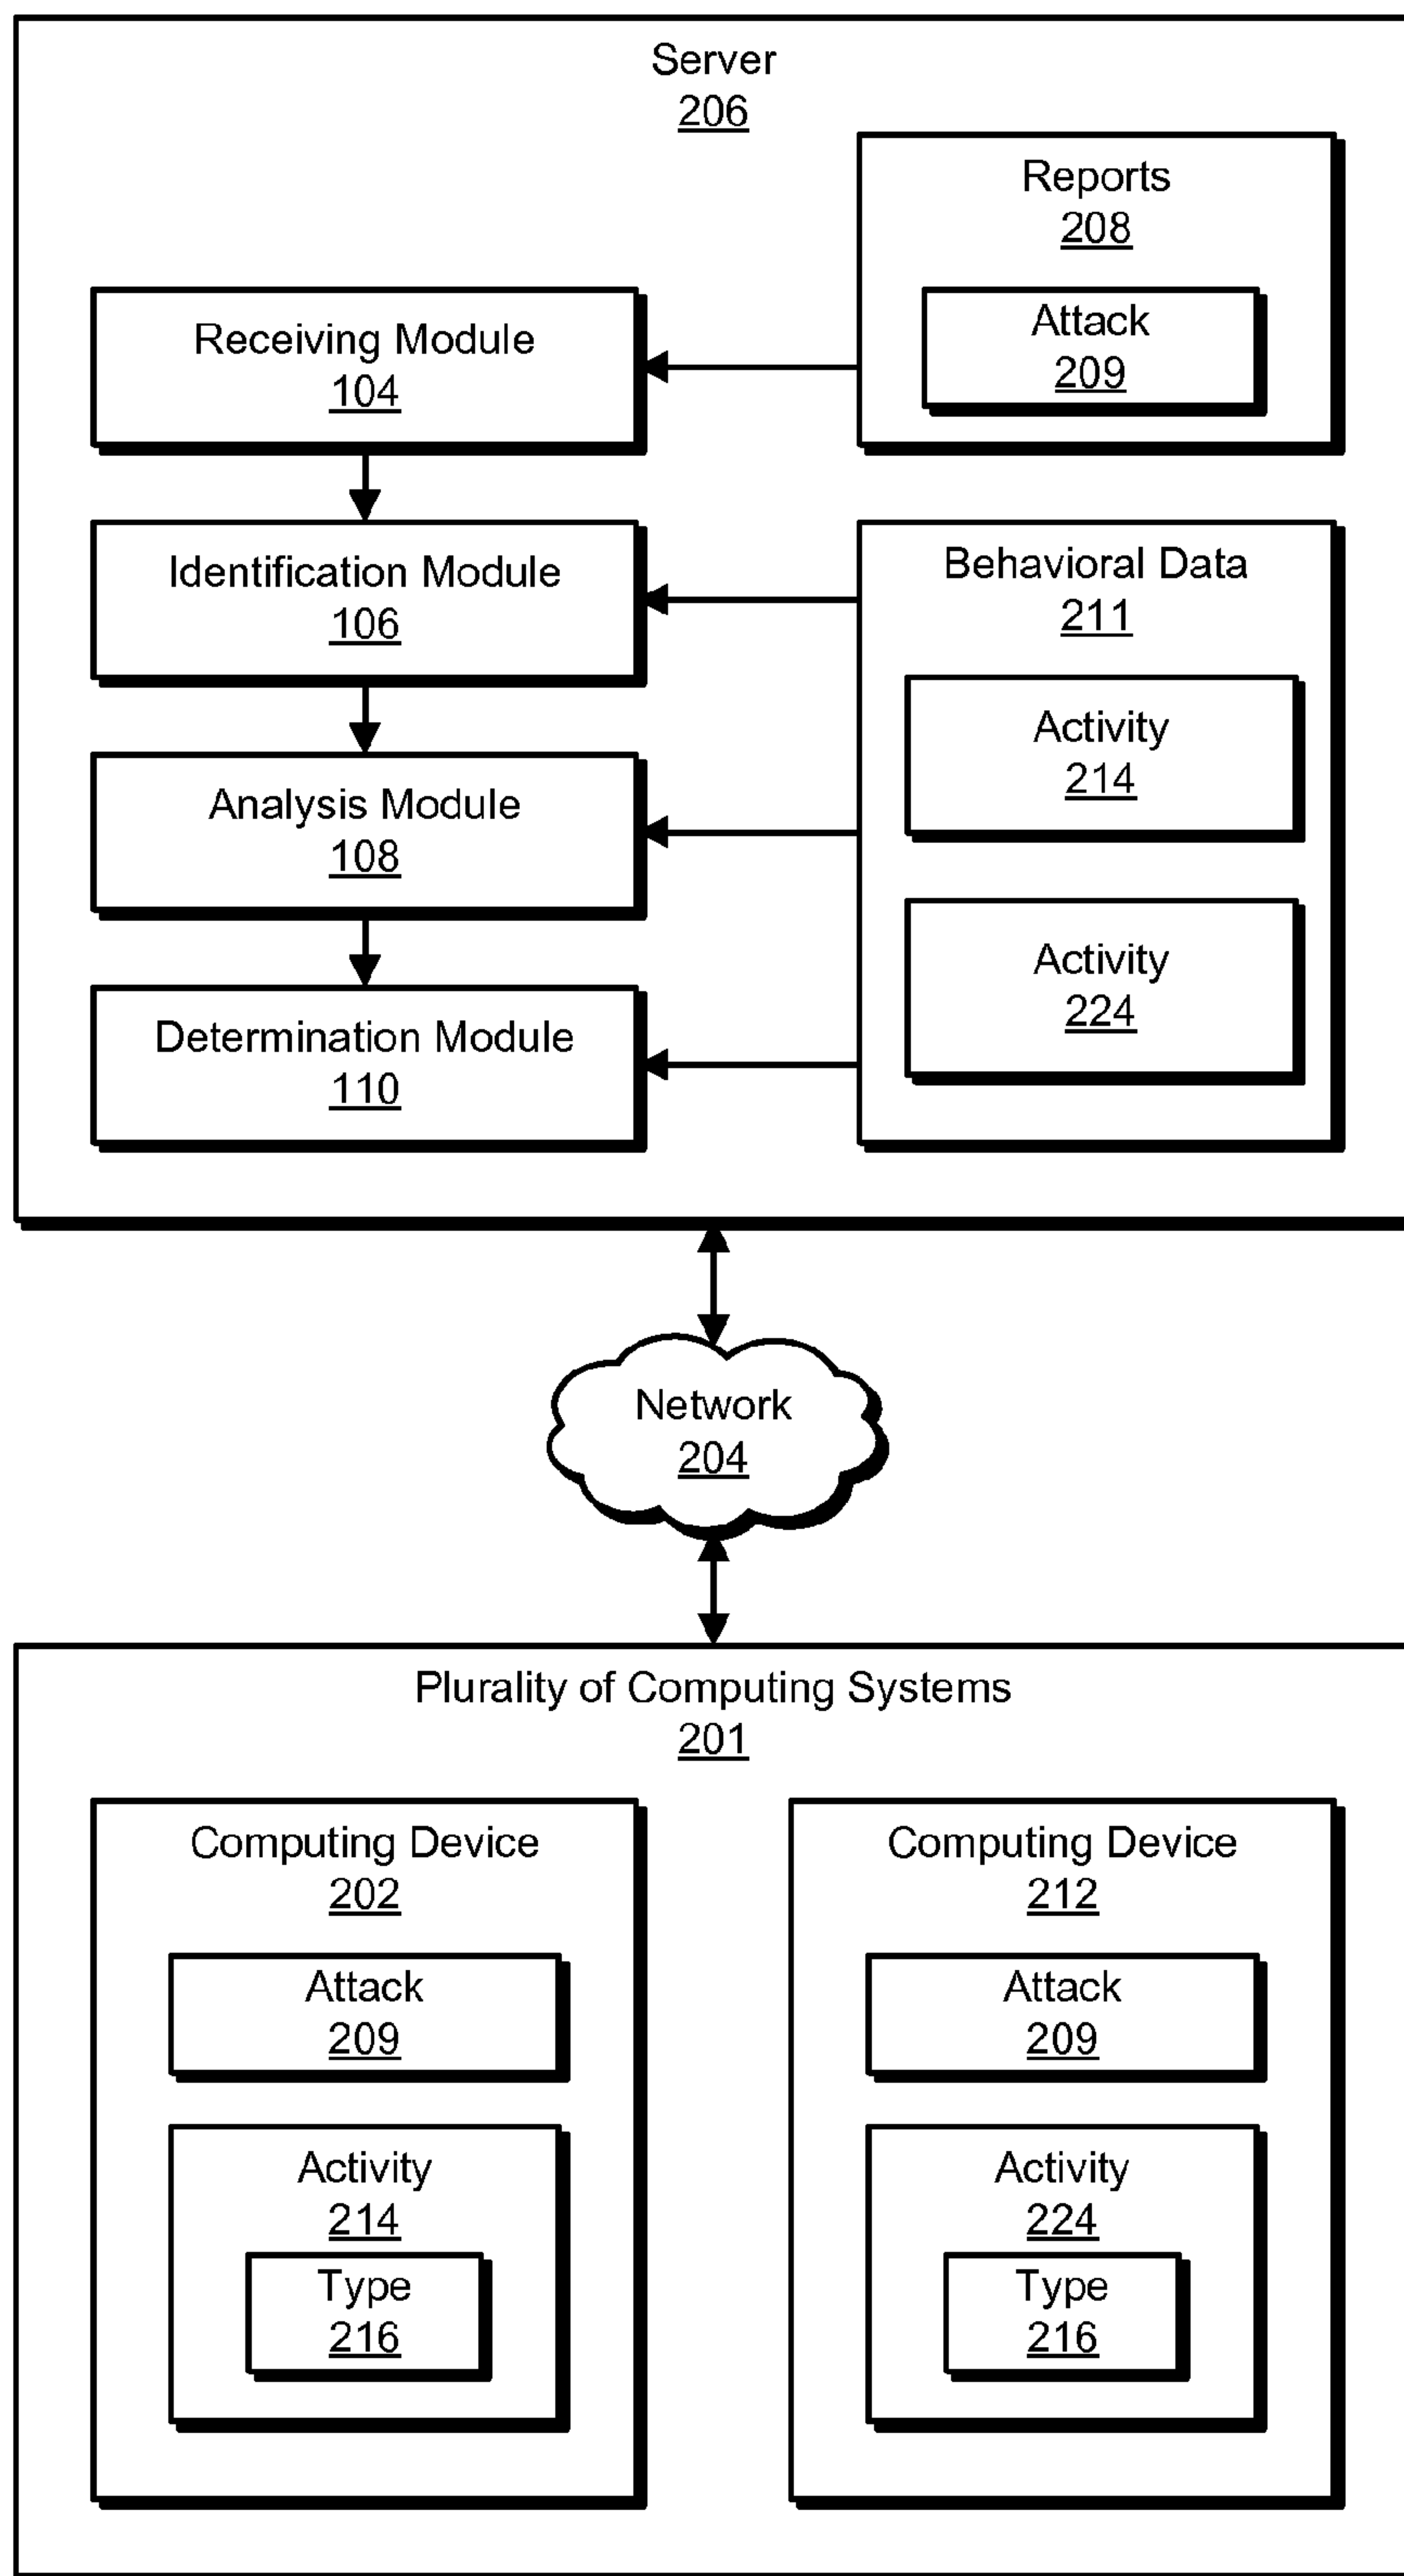 Server
206
Reports
208
Attack
209
Receiving Module
104
Identification Module
106
Behavioral Data
211
Activity
214
Analysis Module
108
Activity
224
Determination Module
110
Network
204
Plurality of Computing Systems
201
Computing Device
202
Attack
209
Activity
214
Type
216
Computing Device
212
Attack
209
Activity
224
Type
216